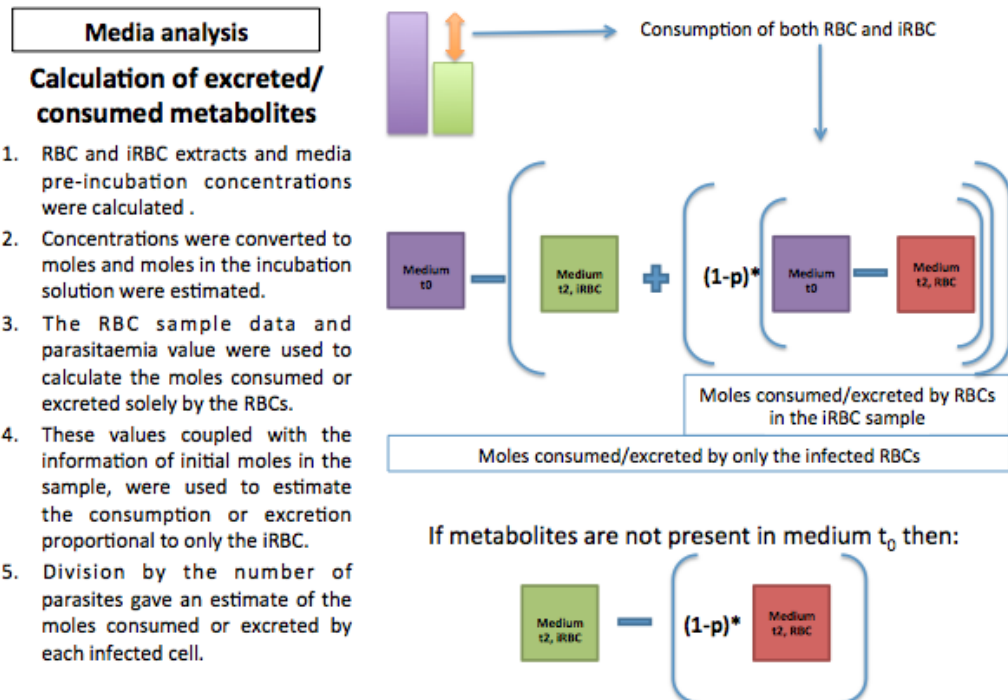 Media analysis
Calculation of excreted/
consumed metabolites
1. RBC and iRBC extracts and media
pre-incubation concentrations
were calculated .
2. Concentrations were converted to
moles and moles in the incubation
solution were estimated.
3. The RBC sample data and
parasitaemia value were used to
calculate the moles consumed or
excreted solely by the RBCs.
4. These values coupled with the
information of initial moles in the
sample, were used to estimate
the consumption or excretion
proportional to only the iRBC.
5. Division by the number of
parasites gave an estimate of the
moles consumed or excreted by
each infected cell.
Consumption of both RBC and iRBC
Medium
t0
Medium
t2, iRBC
(1-p)*
Medium
t0
Medium
t2, RBC
Moles consumed/excreted by RBCs
in the iRBC sample
Moles consumed/excreted by only the infected RBCs
If metabolites are not present in medium t0 then:
Medium
t2, iRBC
(1-p)*
Medium
t2, RBC